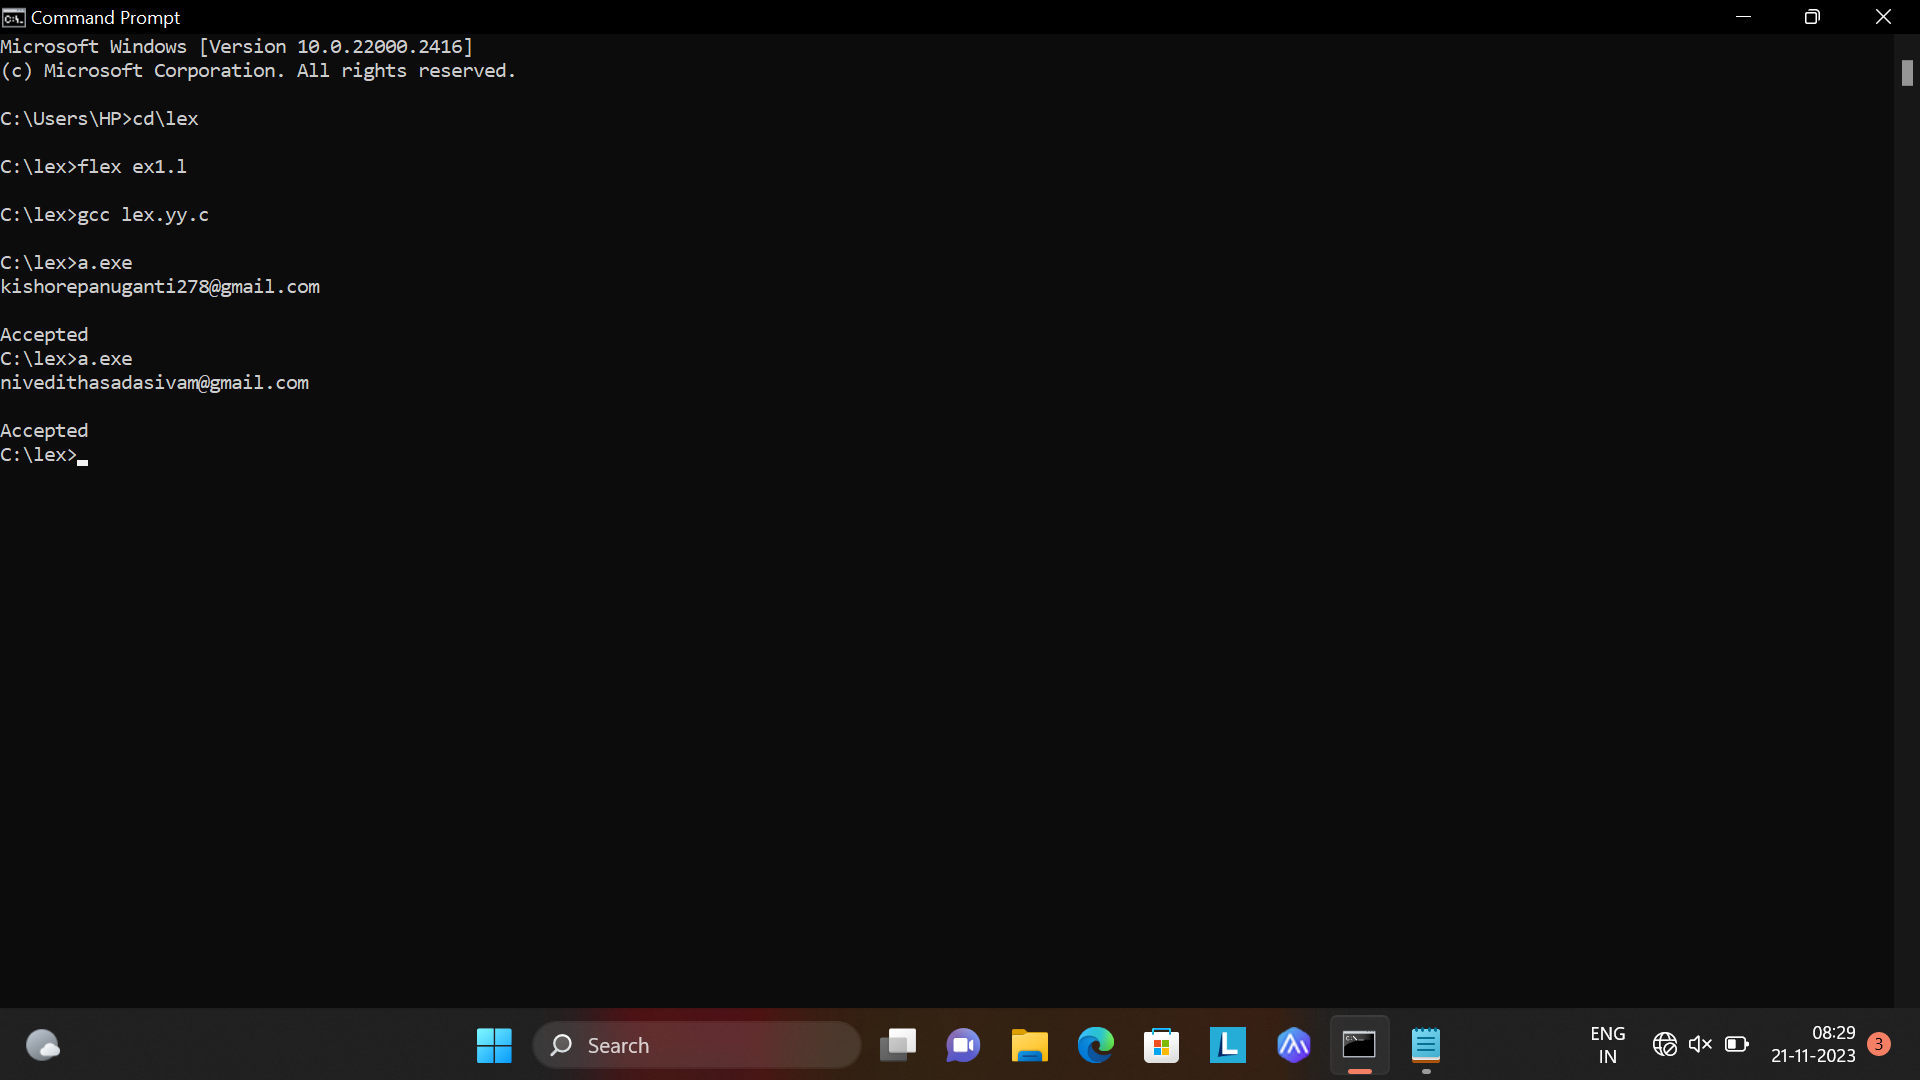 Command Prompt
Microsoft Windows [Version 10.0.22000.2416]
(c) Microsoft Corporation. All rights reserved.
C:\Users\HP>cd\lex
C:\lex>flex ex1.l
C:\lex>gcc lex.yy.c
C:\lex>a.exe
kishorepanuganti278@gmail.com
Accepted
C:\lex>a.exe
nivedithasadasivam@gmail.com
Accepted
C:\lex>
Search
L
ENG
IN
08:29
21-11-2023
3